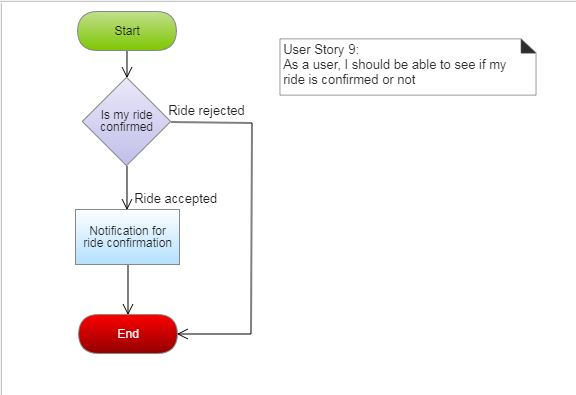 Start
User Story 9:
As a user, I should be able to see if my
ride is confirmed or not
Is my ride
confirmed
Ride rejected
Ride accepted
Notification for
ride confirmation
End